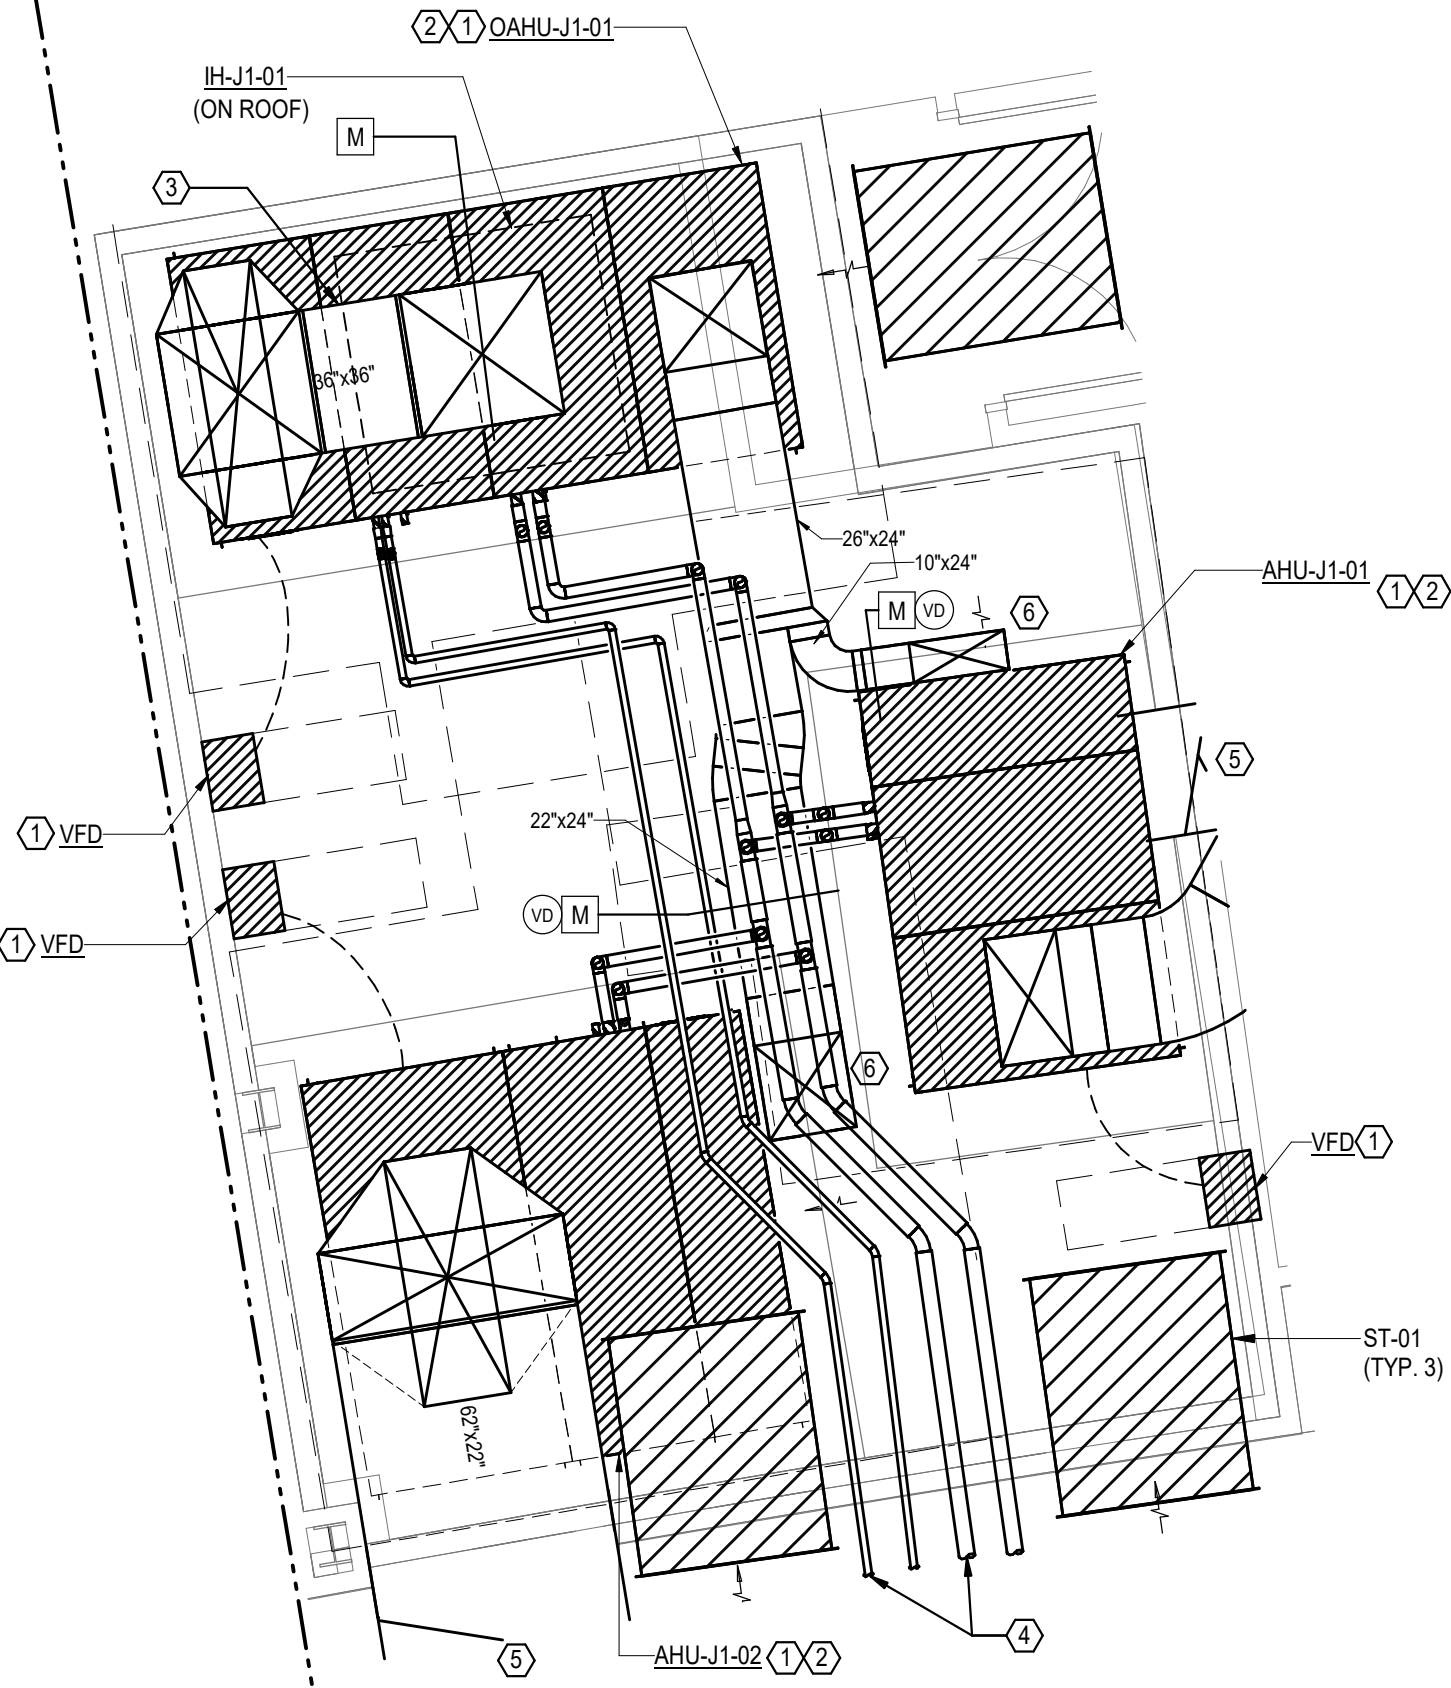 2 1 OAHU-J1-01
IH-J1-01
(ON ROOF)
M
3
36"x36"
26"x24"
10"x24"
AHU-J1-01
1 2
M VD 6
5
1 VFD
22"x24"
VD M
1 VFD
6
VFD 1
ST-01
(TYP. 3)
62"x22"
4
5
AHU-J1-02 1 2